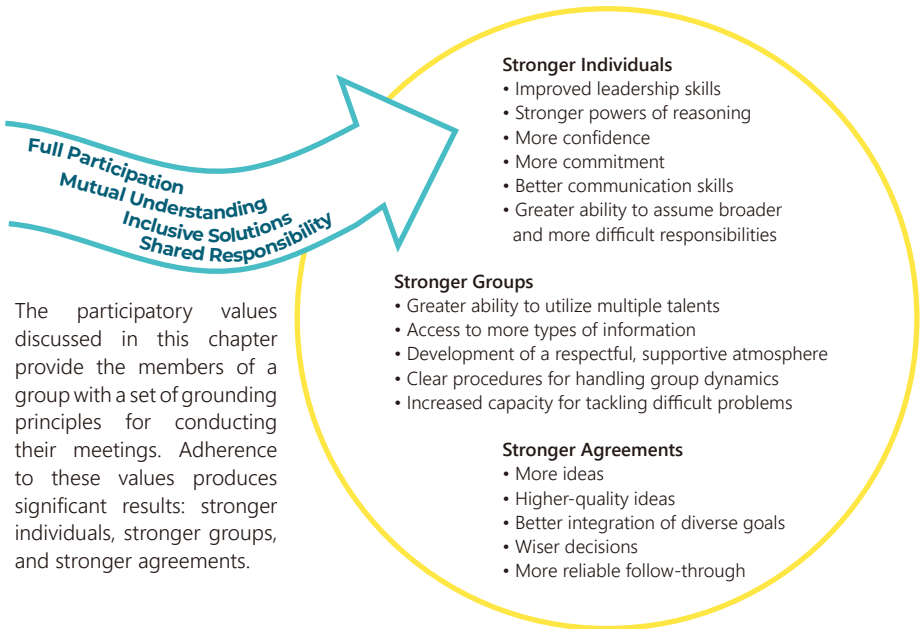 Full Participation
Mutual Understanding
Inclusive Solutions
Shared Responsibility
The participatory values
discussed in this chapter
provide the members of a
group with a set of grounding
principles for conducting
their meetings. Adherence
to these values produces
significant results: stronger
individuals, stronger groups,
and stronger agreements.
Stronger Individuals
• Improved leadership skills
• Stronger powers of reasoning
• More confidence
• More commitment
• Better communication skills
• Greater ability to assume broader
and more difficult responsibilities
Stronger Groups
• Greater ability to utilize multiple talents
• Access to more types of information
• Development of a respectful, supportive atmosphere
• Clear procedures for handling group dynamics
• Increased capacity for tackling difficult problems
Stronger Agreements
• More ideas
• Higher-quality ideas
• Better integration of diverse goals
• Wiser decisions
• More reliable follow-through